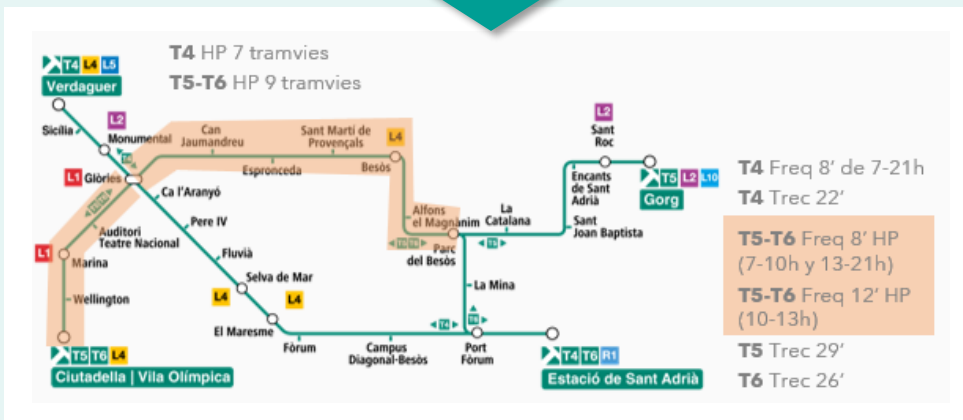 T4 HP 7 tramvies
T5-T6 HP 9 tramvies
T4 L4 L5
Verdaguer
Sicília
L2
Monumental
T4
L1 Glòries
Can
Jaumandreu
Espronceda
Sant Martí de
Provençals
L4
Besòs
Alfons
el Magnànim
T5 T6
Parc
del Besòs
La
Catalana
T5
L2
Sant
Roc
Encants
de Sant
Adrià
Sant
Joan Baptista
T5 L2 L10
Gorg
Ca l'Aranyó
Pere IV
Fluvià
Selva de Mar
L4
L4
El Maresme
Fòrum
Campus
Diagonal-Besòs
T4
T6
La Mina
Port
Fòrum
T4 T6 R1
Estació de Sant Adrià
Auditori
Teatre Nacional
L1
Marina
Wellington
T5 T6 L4
Ciutadella | Vila Olímpica
T4 Freq 8' de 7-21h
T4 Trec 22'
T5-T6 Freq 8' HP
(7-10h y 13-21h)
T5-T6 Freq 12' HP
(10-13h)
T5 Trec 29'
T6 Trec 26'